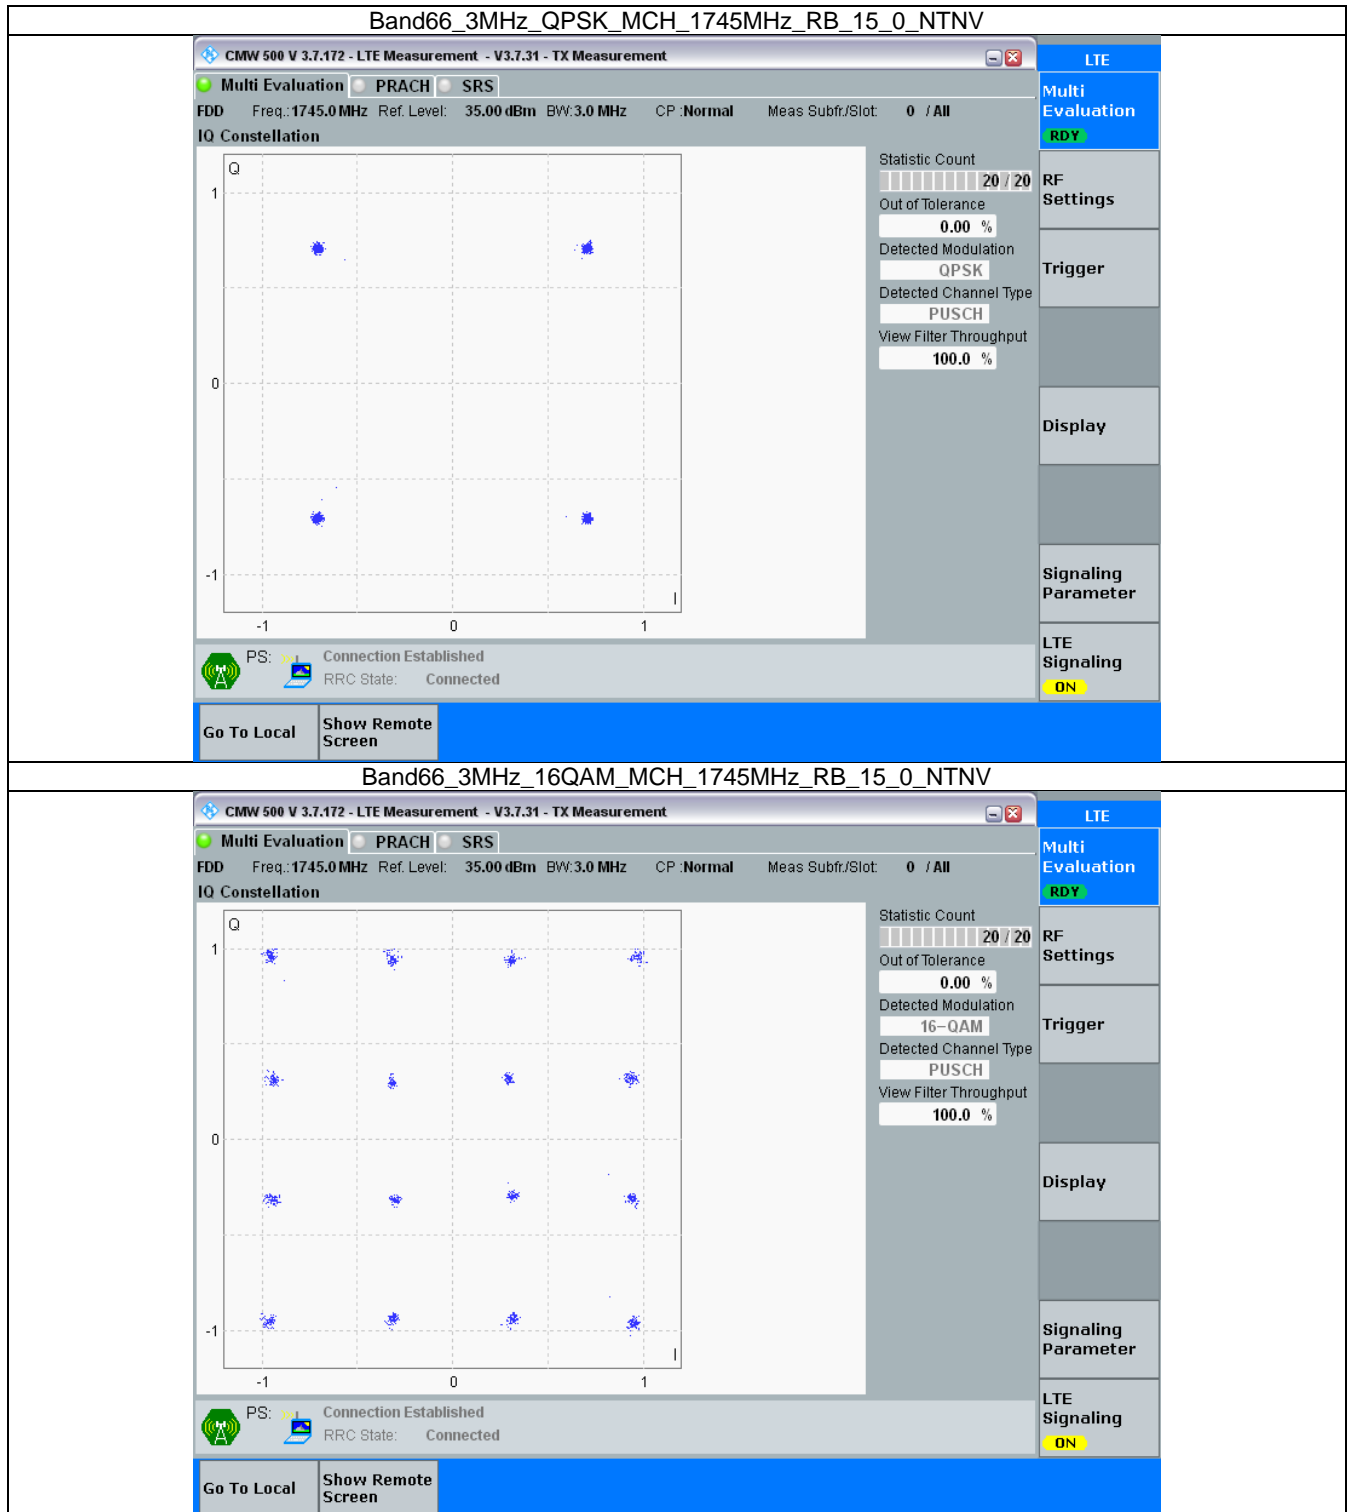 Band66_3MHz_QPSK_MCH_1745MHz_RB_15_0_NTNV
CMW 500 V 3.7.172 - LTE Measurement - V3.7.31 - TX Measurement
LTE
Multi Evaluation PRACH SRS
Multi
Evaluation
RDY
FDD Freq.:1745.0 MHz Ref. Level: 35.00 dBm BW:3.0 MHz CP :Normal Meas Subfr./Slot: 0 / All
IQ Constellation
Q
1
0
-1
I
-1 0 1
Statistic Count
20 / 20
Out of Tolerance
0.00 %
Detected Modulation
QPSK
Detected Channel Type
PUSCH
View Filter Throughput
100.0 %
RF
Settings
Trigger
Display
Signaling
Parameter
LTE
Signaling
ON
PS: Connection Established
RRC State: Connected
Go To Local
Show Remote
Screen
Band66_3MHz_16QAM_MCH_1745MHz_RB_15_0_NTNV
CMW 500 V 3.7.172 - LTE Measurement - V3.7.31 - TX Measurement
LTE
Multi Evaluation PRACH SRS
Multi
Evaluation
RDY
FDD Freq.:1745.0 MHz Ref. Level: 35.00 dBm BW:3.0 MHz CP :Normal Meas Subfr./Slot: 0 / All
IQ Constellation
Q
1
0
-1
I
-1 0 1
Statistic Count
20 / 20
Out of Tolerance
0.00 %
Detected Modulation
16-QAM
Detected Channel Type
PUSCH
View Filter Throughput
100.0 %
RF
Settings
Trigger
Display
Signaling
Parameter
LTE
Signaling
ON
PS: Connection Established
RRC State: Connected
Go To Local
Show Remote
Screen